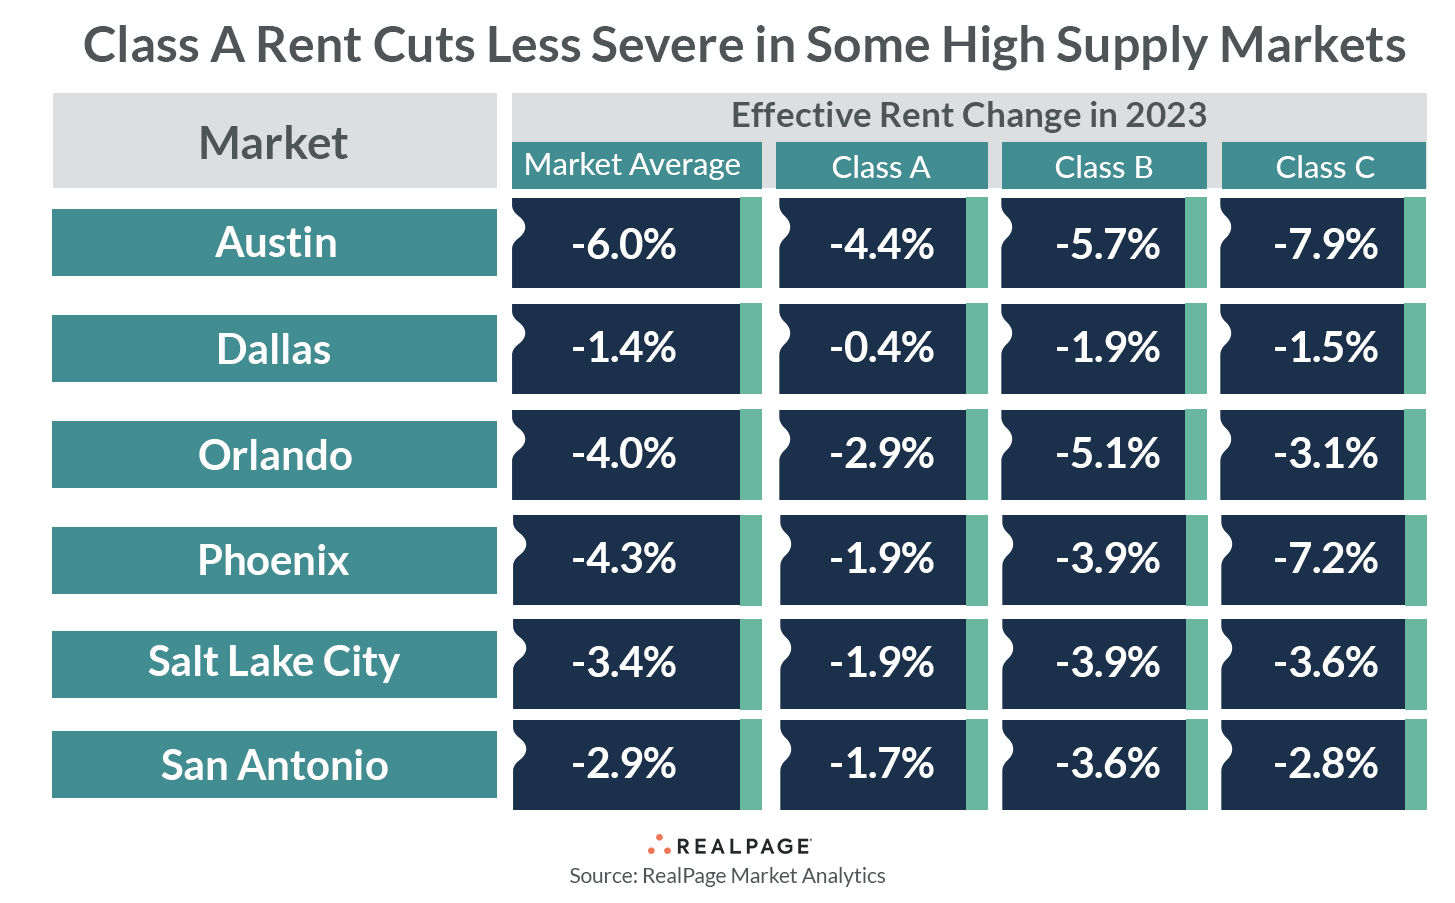 Class A Rent Cuts Less Severe in Some High Supply Markets
Market
Effective Rent Change in 2023
Market Average Class A Class B Class C
Austin -6.0% -4.4% -5.7% -7.9%
Dallas -1.4% -0.4% -1.9% -1.5%
Orlando -4.0% -2.9% -5.1% -3.1%
Phoenix -4.3% -1.9% -3.9% -7.2%
Salt Lake City -3.4% -1.9% -3.9% -3.6%
San Antonio -2.9% -1.7% -3.6% -2.8%
REALPAGE
Source: RealPage Market Analytics